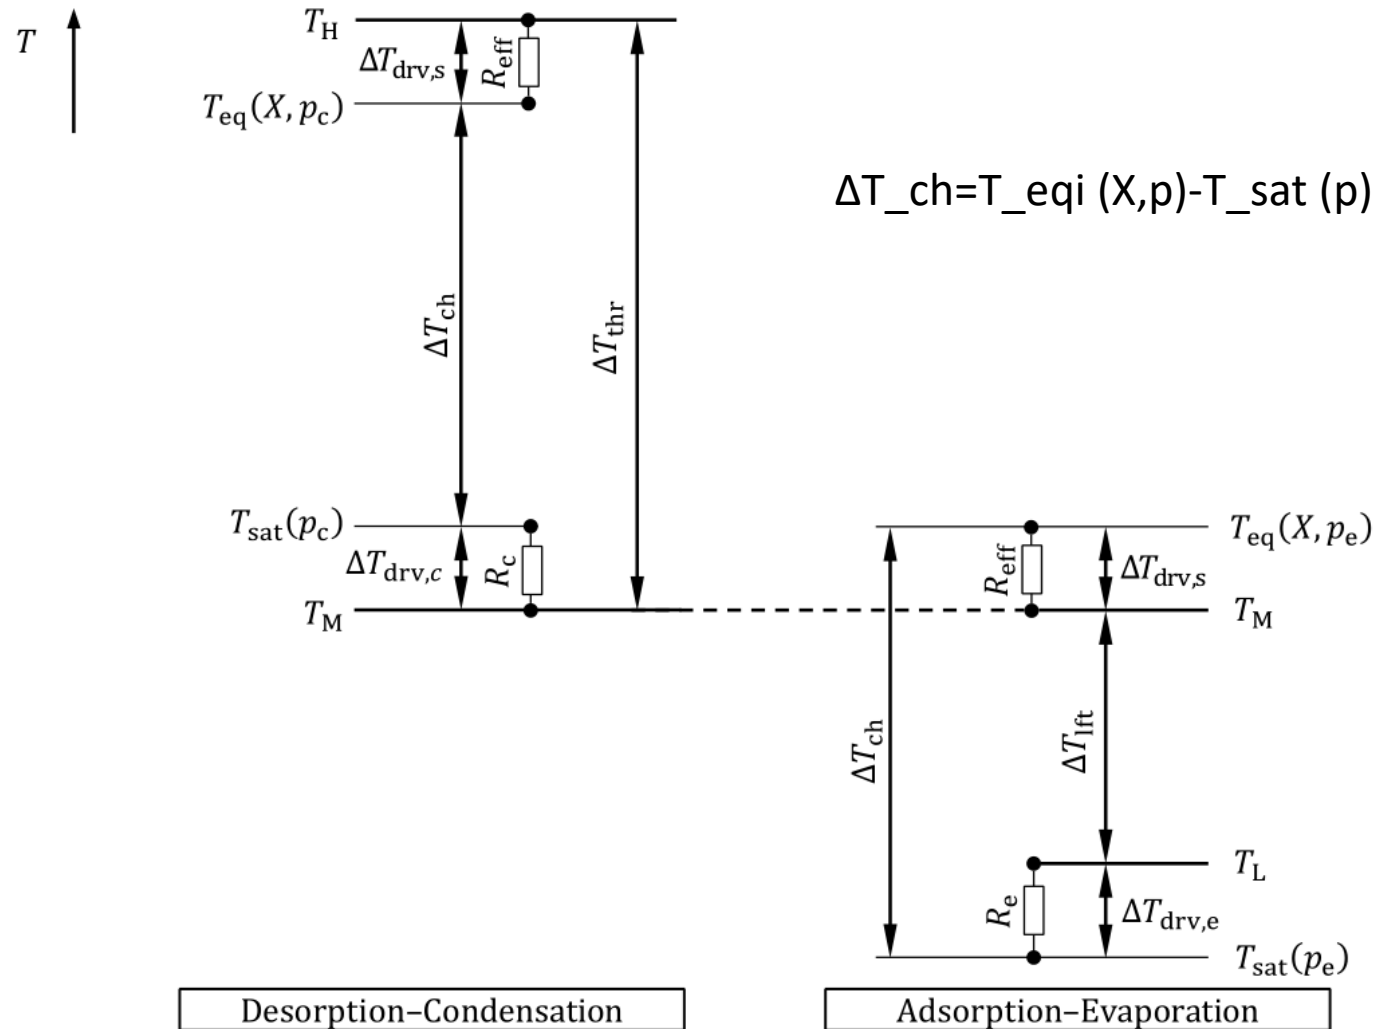 T
T_H
ΔT_drv,s
R_eff
T_eq(X, p_c)
ΔT_ch=T_eqi (X,p)-T_sat (p)
ΔT_ch
ΔT_thr
T_sat(p_c)
ΔT_drv,c
R_c
T_M
T_eq(X, p_e)
R_eff
ΔT_drv,s
T_M
ΔT_ch
ΔT_lft
T_L
R_e
ΔT_drv,e
T_sat(p_e)
Desorption–Condensation
Adsorption–Evaporation